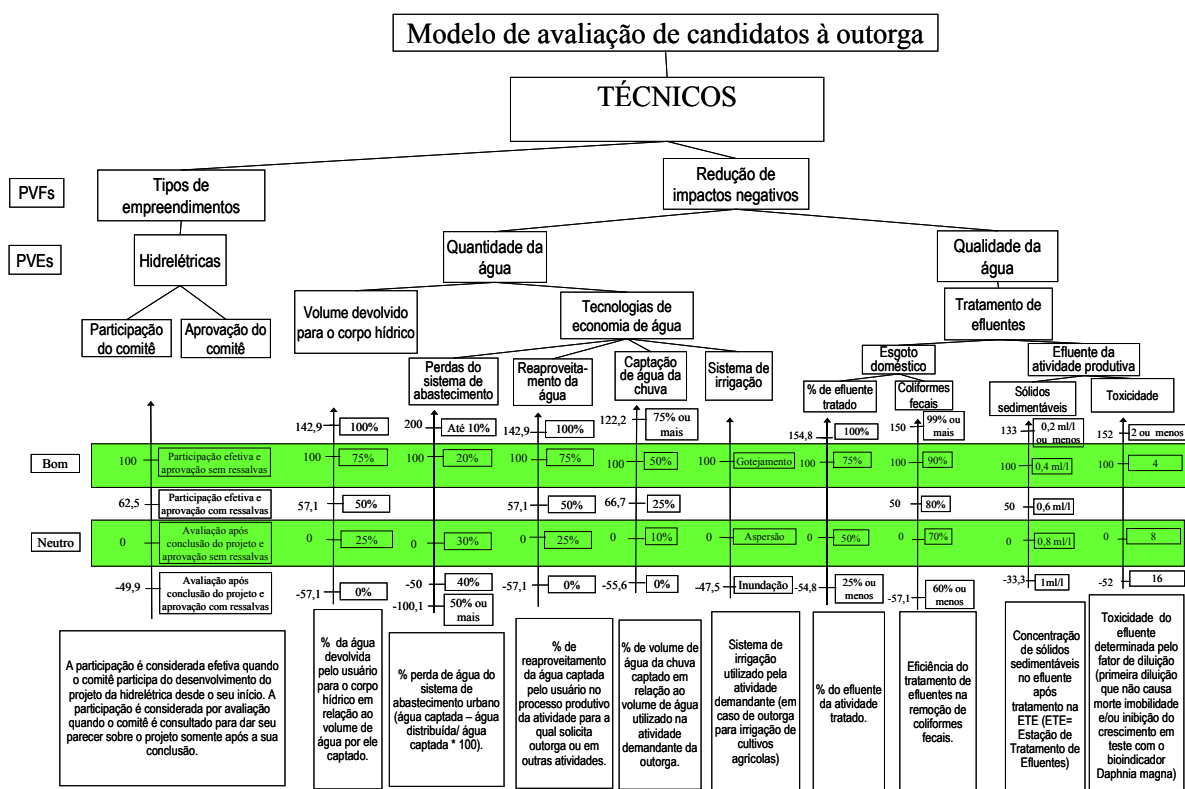 Modelo de avaliação de candidatos à outorga
TÉCNICOS
PVFs
Tipos de
empreendimentos
Redução de
impactos negativos
PVEs
Hidrelétricas
Quantidade da
água
Qualidade da
água
Participação
do comitê
Aprovação do
comitê
Volume devolvido
para o corpo hídrico
Tecnologias de
economia de água
Tratamento de
efluentes
Perdas do
sistema de
abastecimento
Reaproveita-
mento da
água
Captação
de água da
chuva
Sistema de
irrigação
Esgoto
doméstico
Efluente da
atividade produtiva
% de efluente
tratado
Coliformes
fecais
Sólidos
sedimentáveis
Toxicidade
142,9
100%
200
Até 10%
142,9
100%
122,2
75% ou
mais
154,8
100%
150
99% ou
mais
133
0,2 ml/l
ou menos
152
2 ou menos
Bom
100
Participação efetiva e
aprovação sem ressalvas
100
75%
100
20%
100
75%
100
50%
100
Gotejamento
100
75%
100
90%
100
0,4 ml/l
100
4
62,5
Participação efetiva e
aprovação com ressalvas
57,1
50%
57,1
50%
66,7
25%
50
80%
50
0,6 ml/l
Neutro
0
Avaliação após
conclusão do projeto e
aprovação sem ressalvas
0
25%
0
30%
0
25%
0
10%
0
Aspersão
0
50%
0
70%
0
0,8 ml/l
0
8
-49,9
Avaliação após
conclusão do projeto e
aprovação com ressalvas
-57,1
0%
-50
40%
-100,1
50% ou
mais
-57,1
0%
-55,6
0%
-47,5
Inundação
-54,8
25% ou
menos
-57,1
60% ou
menos
-33,3
1ml/l
-52
16
A participação é considerada efetiva quando
o comitê participa do desenvolvimento do
projeto da hidrelétrica desde o seu início. A
participação é considerada por avaliação
quando o comitê é consultado para dar seu
parecer sobre o projeto somente após a sua
conclusão.
% da água
devolvida
pelo usuário
para o corpo
hídrico em
relação ao
volume de
água por ele
captado.
% perda de água do
sistema de
abastecimento urbano
(água captada – água
distribuída/ água
captada * 100).
% de
reaproveitamento
da água captada
pelo usuário no
processo produtivo
da atividade para a
qual solicita
outorga ou em
outras atividades.
% de volume de
água da chuva
captado em
relação ao
volume de água
utilizado na
atividade
demandante da
outorga.
Sistema de
irrigação
utilizado pela
atividade
demandante (em
caso de outorga
para irrigação de
cultivos
agrícolas)
% do efluente
da atividade
tratado.
Eficiência do
tratamento de
efluentes na
remoção de
coliformes
fecais.
Concentração
de sólidos
sedimentáveis
no efluente
após
tratamento na
ETE (ETE=
Estação de
Tratamento de
Efluentes)
Toxicidade do
efluente
determinada pelo
fator de diluição
(primeira diluição
que não causa
morte imobilidade
e/ou inibição do
crescimento em
teste com o
bioindicador
Daphnia magna)